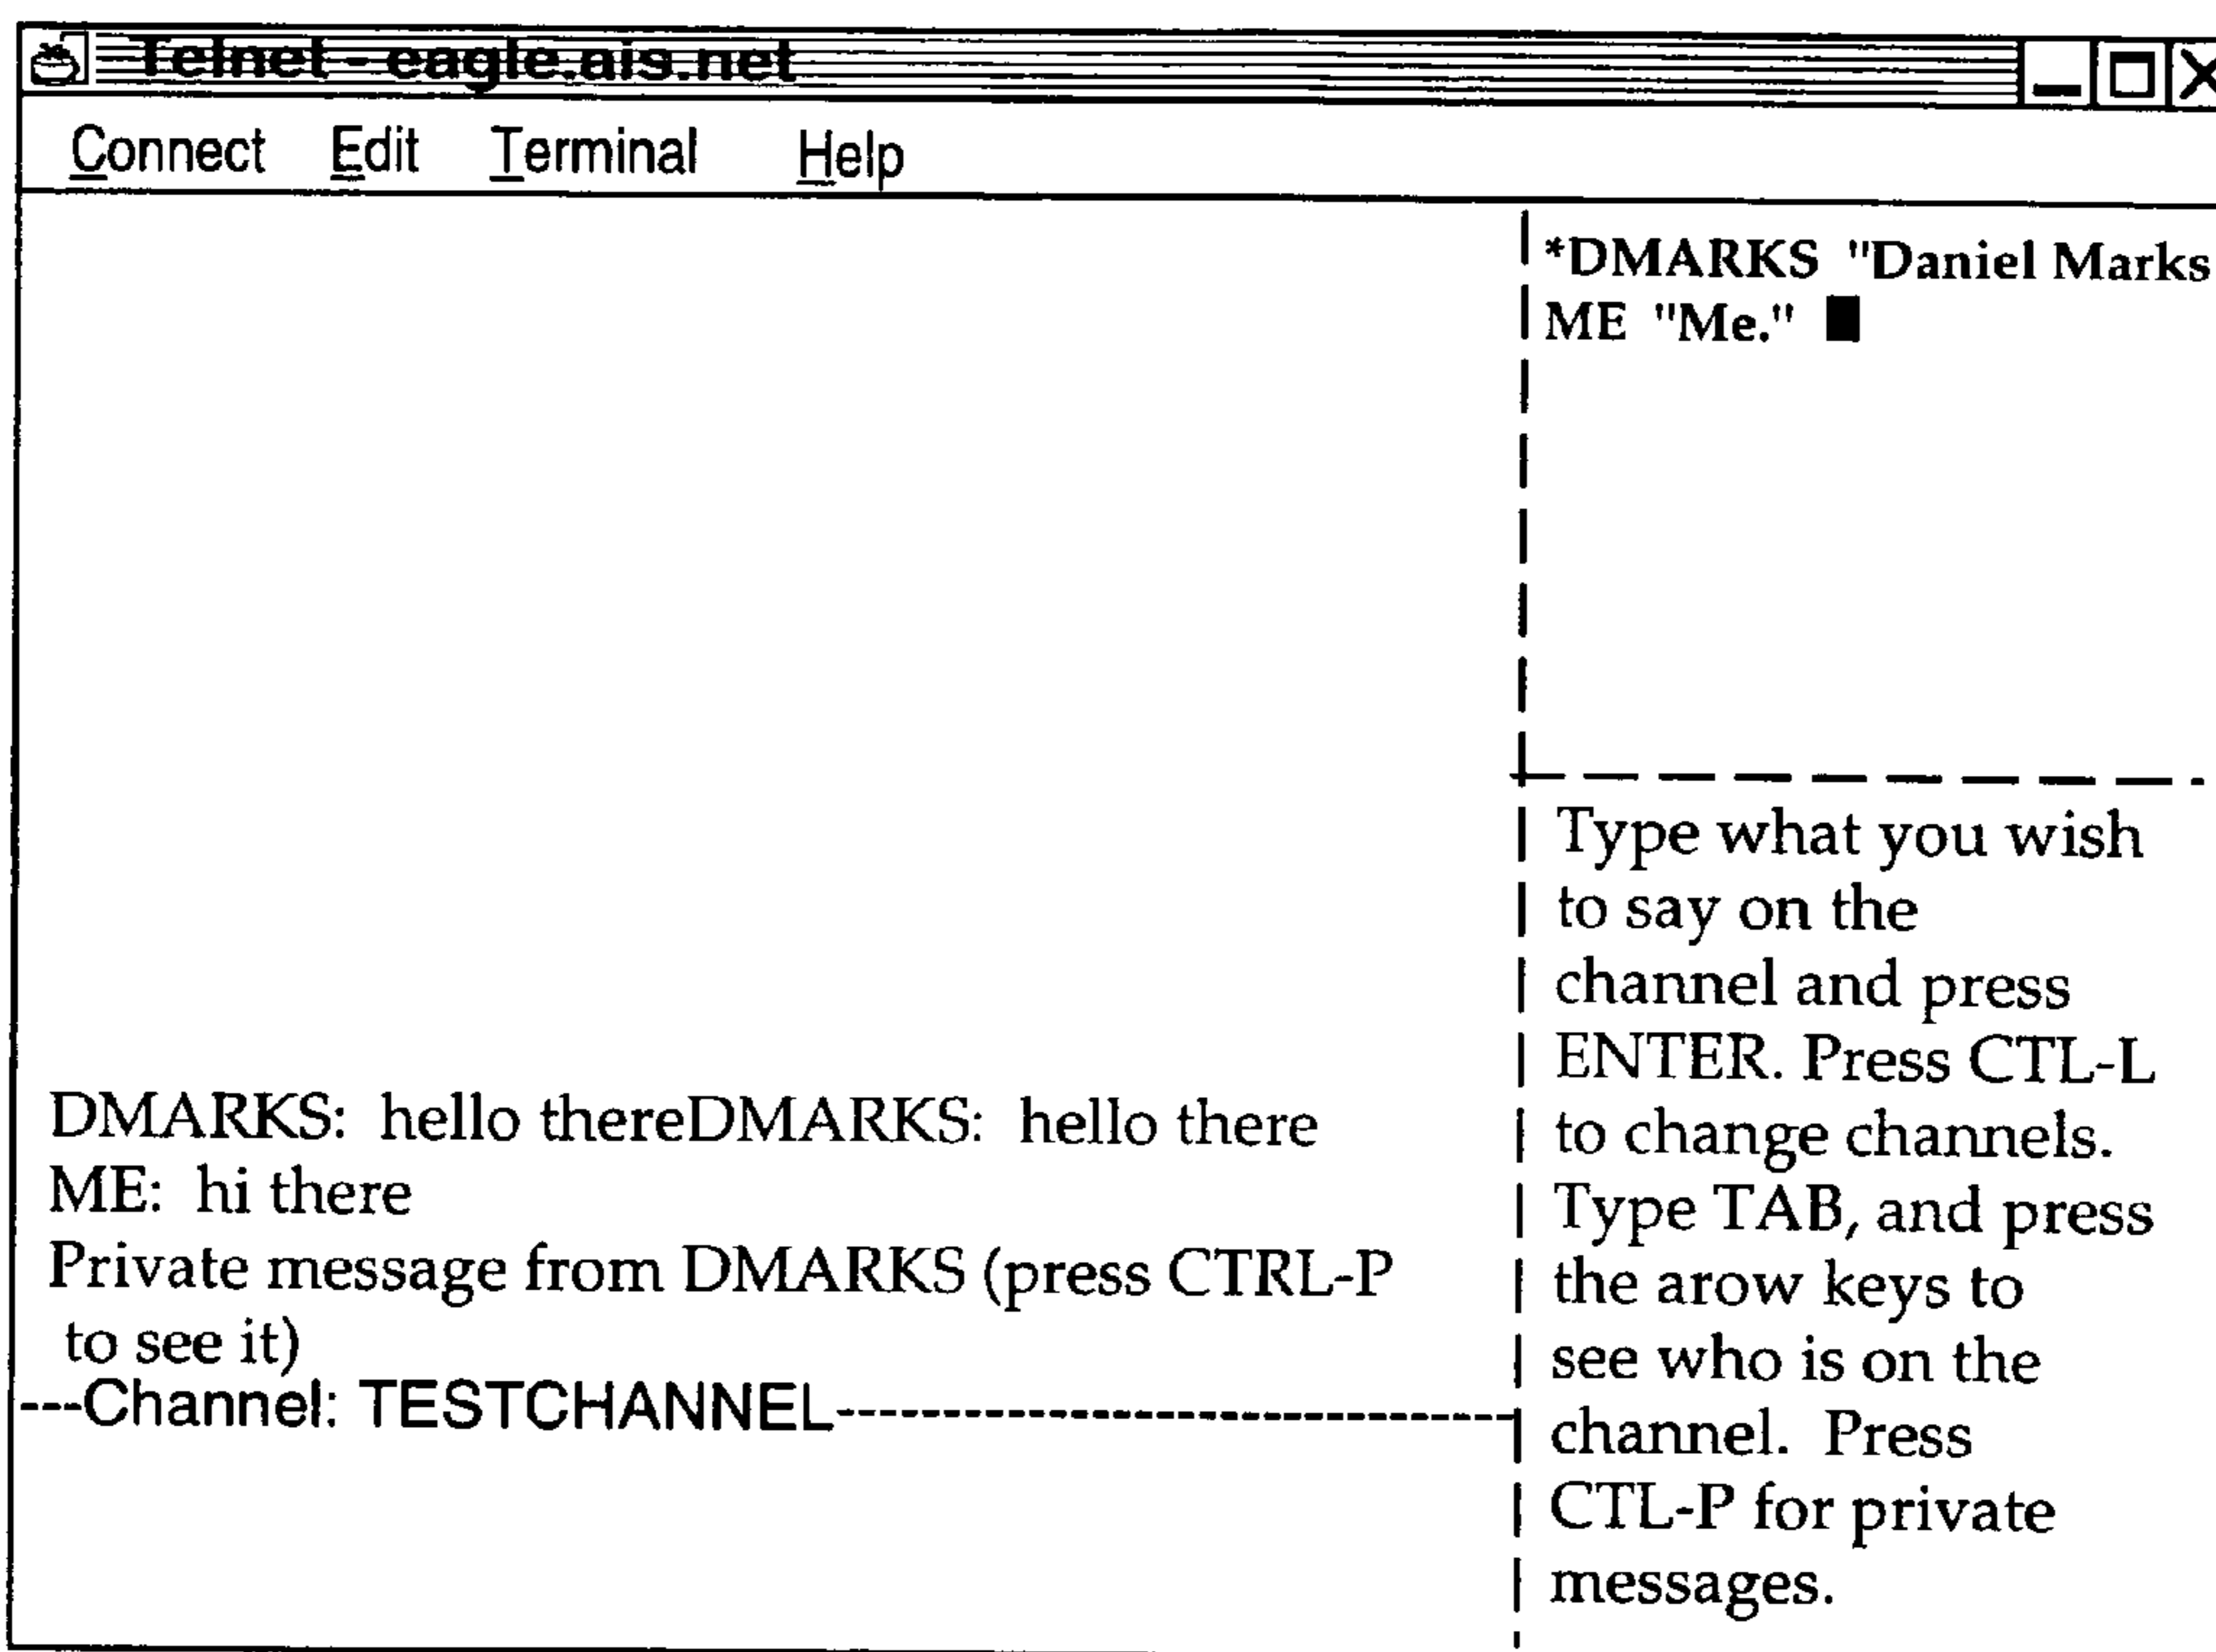 Telnet - eagle.ais.net
Connect Edit Terminal Help
*DMARKS "Daniel Marks
ME "Me."
DMARKS: hello thereDMARKS: hello there
ME: hi there
Private message from DMARKS (press CTRL-P
to see it)
---Channel: TESTCHANNEL---
Type what you wish
to say on the
channel and press
ENTER. Press CTL-L
to change channels.
Type TAB, and press
the arow keys to
see who is on the
channel. Press
CTL-P for private
messages.